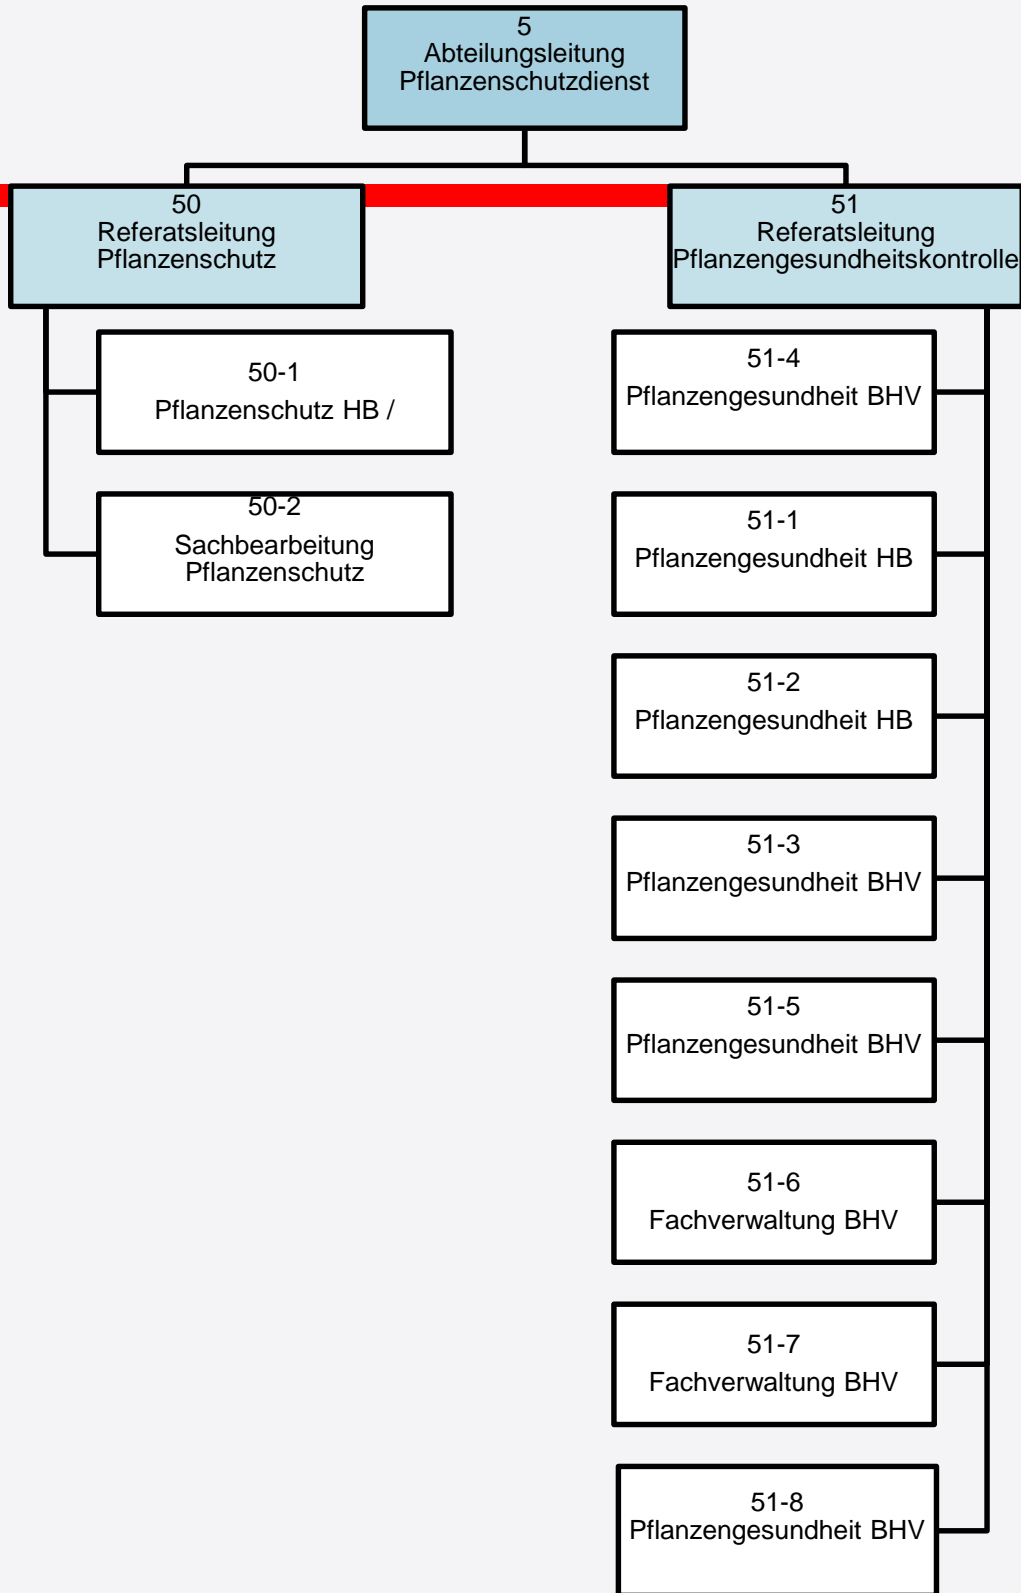 5
Abteilungsleitung
Pflanzenschutzdienst
50
Referatsleitung
Pflanzenschutz
51
Referatsleitung
Pflanzengesundheitskontrolle
50-1
Pflanzenschutz HB /
50-2
Sachbearbeitung
Pflanzenschutz
51-4
Pflanzengesundheit BHV
51-1
Pflanzengesundheit HB
51-2
Pflanzengesundheit HB
51-3
Pflanzengesundheit BHV
51-5
Pflanzengesundheit BHV
51-6
Fachverwaltung BHV
51-7
Fachverwaltung BHV
51-8
Pflanzengesundheit BHV